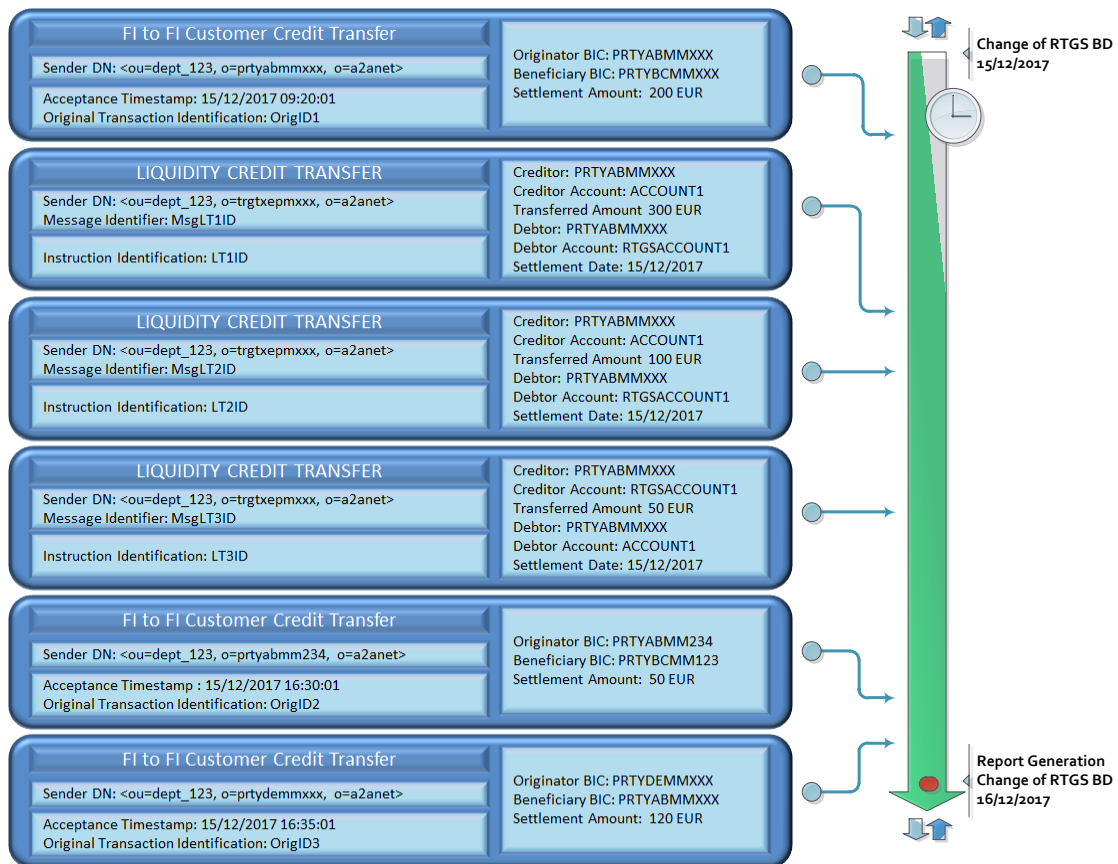 FI to FI Customer Credit Transfer
Sender DN: <ou=dept_123, o=prtyabmmxxx, o=a2anet>
Acceptance Timestamp: 15/12/2017 09:20:01
Original Transaction Identification: OrigID1
Originator BIC: PRTYABMMXXX
Beneficiary BIC: PRTYBCMMXXX
Settlement Amount: 200 EUR
LIQUIDITY CREDIT TRANSFER
Sender DN: <ou=dept_123, o=trgtxepmxxx, o=a2anet>
Message Identifier: MsgLT1ID
Instruction Identification: LT1ID
Creditor: PRTYABMMXXX
Creditor Account: ACCOUNT1
Transferred Amount 300 EUR
Debtor: PRTYABMMXXX
Debtor Account: RTGSACCOUNT1
Settlement Date: 15/12/2017
LIQUIDITY CREDIT TRANSFER
Sender DN: <ou=dept_123, o=trgtxepmxxx, o=a2anet>
Message Identifier: MsgLT2ID
Instruction Identification: LT2ID
Creditor: PRTYABMMXXX
Creditor Account: ACCOUNT1
Transferred Amount 100 EUR
Debtor: PRTYABMMXXX
Debtor Account: RTGSACCOUNT1
Settlement Date: 15/12/2017
LIQUIDITY CREDIT TRANSFER
Sender DN: <ou=dept_123, o=trgtxepmxxx, o=a2anet>
Message Identifier: MsgLT3ID
Instruction Identification: LT3ID
Creditor: PRTYABMMXXX
Creditor Account: RTGSACCOUNT1
Transferred Amount 50 EUR
Debtor: PRTYABMMXXX
Debtor Account: ACCOUNT1
Settlement Date: 15/12/2017
FI to FI Customer Credit Transfer
Sender DN: <ou=dept_123, o=prtyabmm234, o=a2anet>
Acceptance Timestamp : 15/12/2017 16:30:01
Original Transaction Identification: OrigID2
Originator BIC: PRTYABMM234
Beneficiary BIC: PRTYBCMM123
Settlement Amount: 50 EUR
FI to FI Customer Credit Transfer
Sender DN: <ou=dept_123, o=prtydemmxxx, o=a2anet>
Acceptance Timestamp: 15/12/2017 16:35:01
Original Transaction Identification: OrigID3
Originator BIC: PRTYDEMMXXX
Beneficiary BIC: PRTYABMMXXX
Settlement Amount: 120 EUR
Change of RTGS BD
15/12/2017
Report Generation
Change of RTGS BD
16/12/2017